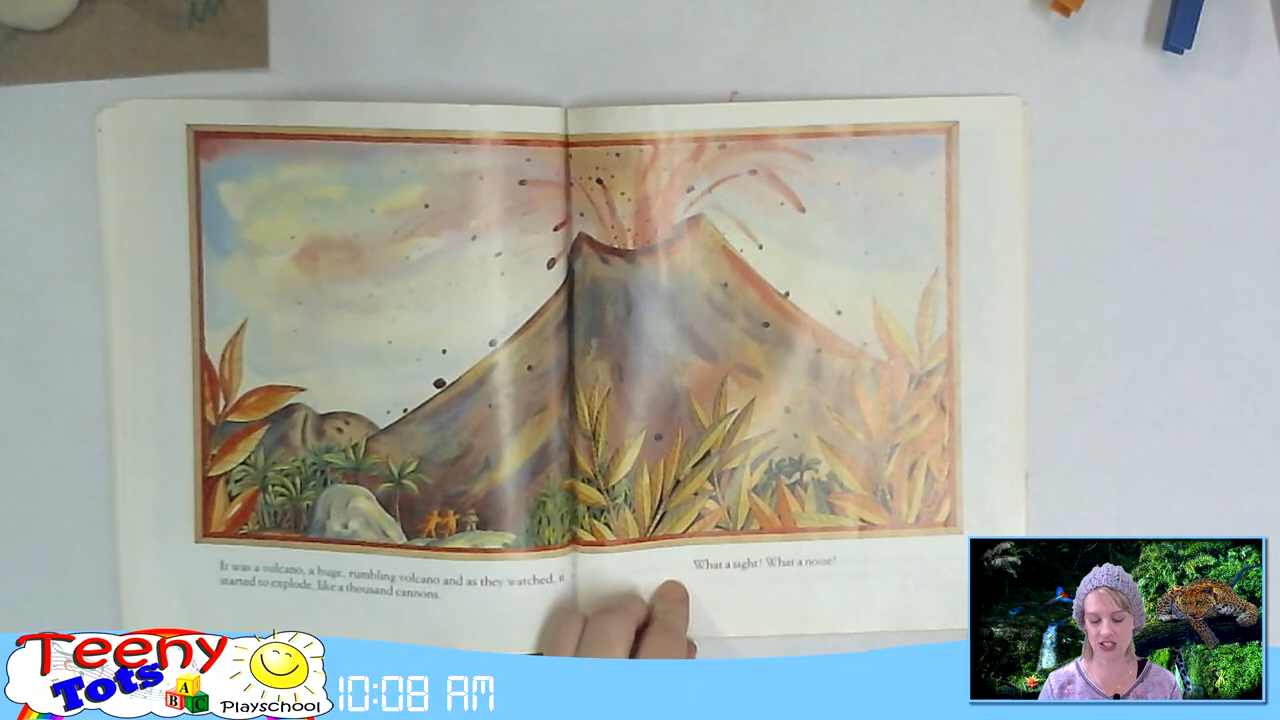 It was a volcano, a huge, rumbling volcano and as they watched, it
started to explode, like a thousand cannons.
What a sight! What a noise!
Teeny
Tots
A
B C
Playschool
10:08 AM